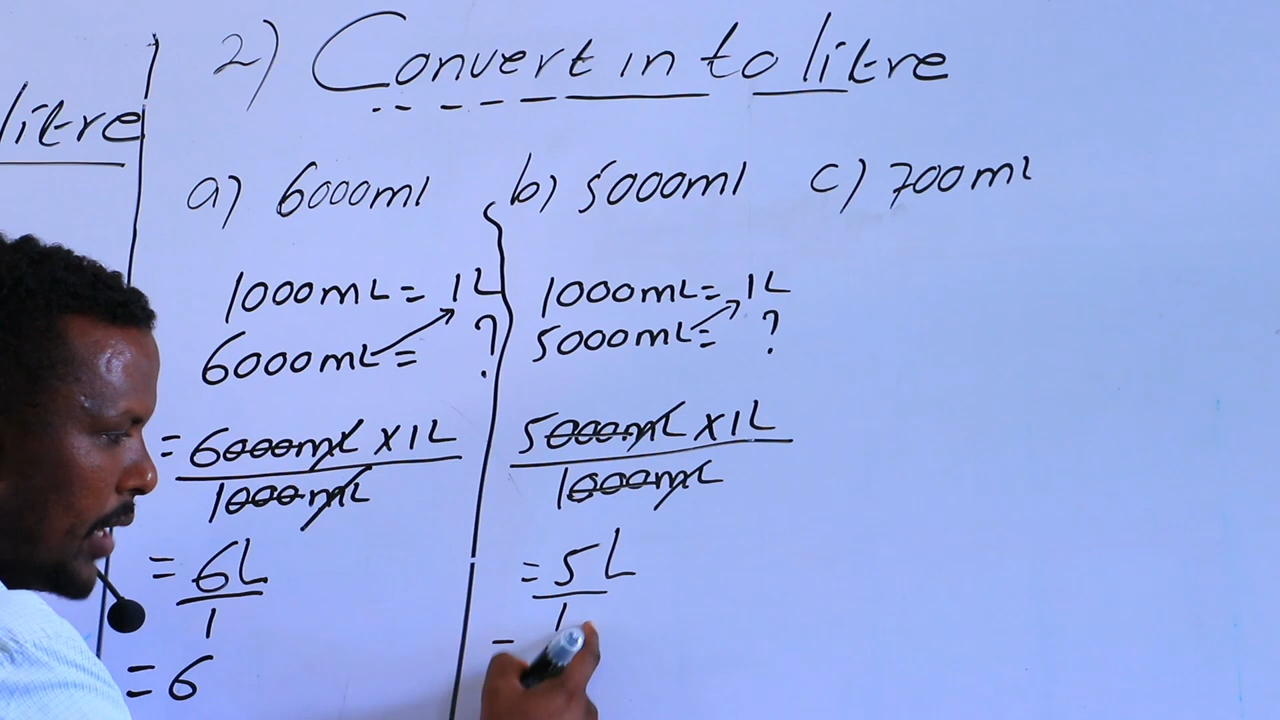 litre
2) Convert in to litre
a) 6000ml b) 5000ml c) 700ml
1000mL = 1L
6000mL = ?
= 6000mL x 1L
1000mL
= 6L
1
= 6
1000mL = 1L
5000mL = ?
5000mL x 1L
1000mL
= 5L
1
=